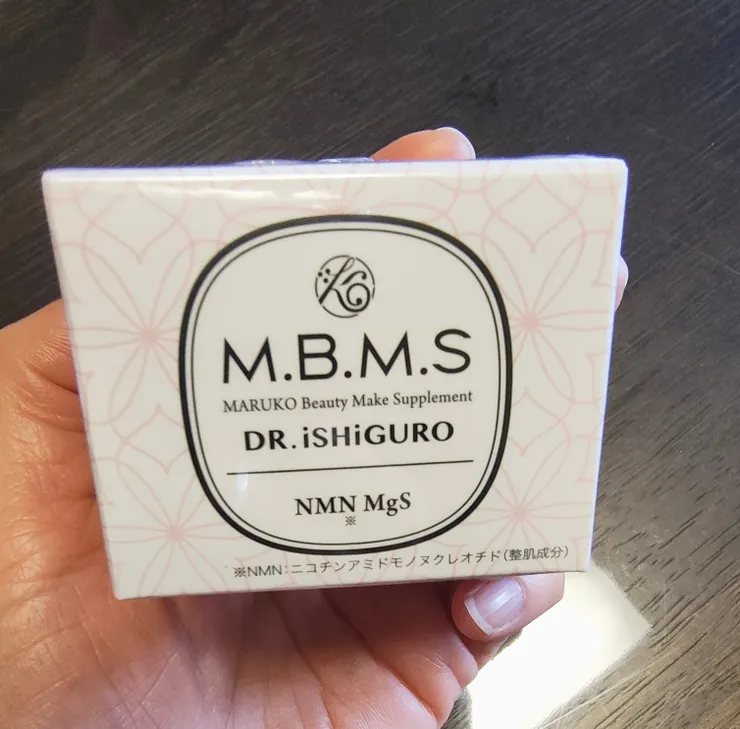 M.B.M.S
MARUKO Beauty Make Supplement
DR.iSHiGURO
NMN MgS
※
※NMN:ニコチンアミドモノヌクレオチド(整肌成分)